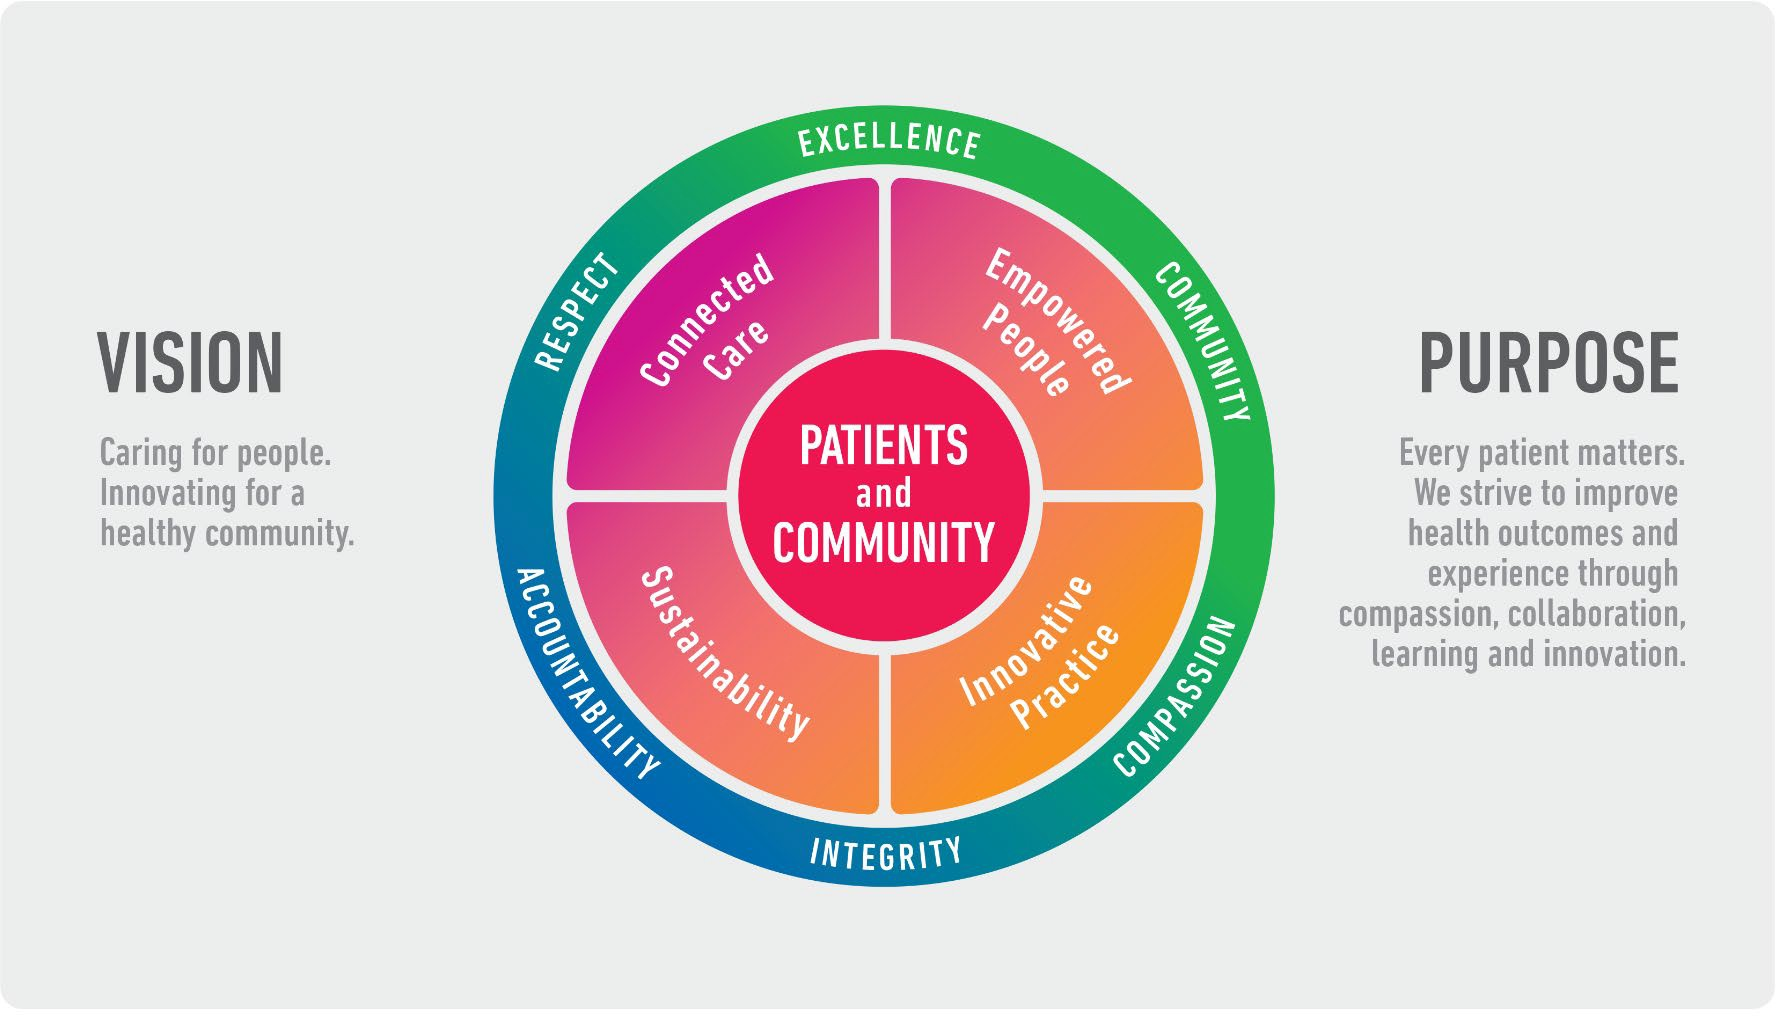 VISION
Caring for people.
Innovating for a
healthy community.
EXCELLENCE
COMMUNITY
COMPASSION
INTEGRITY
ACCOUNTABILITY
RESPECT
Connected
Care
Empowered
People
Sustainability
Innovative
Practice
PATIENTS
and
COMMUNITY
PURPOSE
Every patient matters.
We strive to improve
health outcomes and
experience through
compassion, collaboration,
learning and innovation.